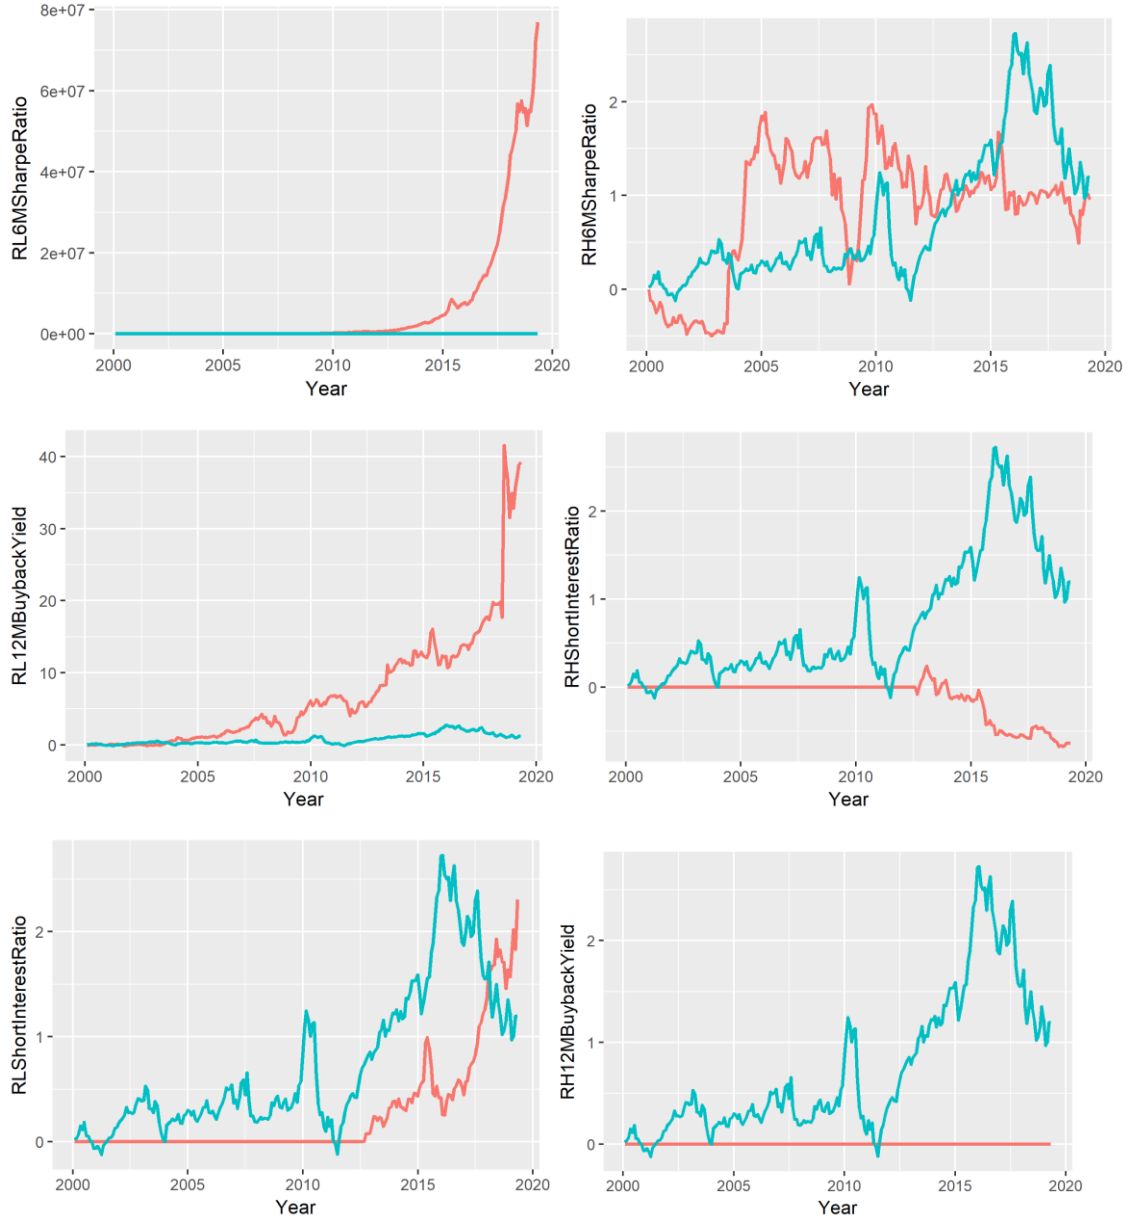 8e+07
6e+07
4e+07
2e+07
0e+00
RL6MSharpeRatio
2000 2005 2010 2015 2020
Year
2
1
0
RH6MSharpeRatio
2000 2005 2010 2015 2020
Year
40
30
20
10
0
RL12MBuybackYield
2000 2005 2010 2015 2020
Year
2
1
0
RHShortInterestRatio
2000 2005 2010 2015 2020
Year
2
1
0
RLShortInterestRatio
2000 2005 2010 2015 2020
Year
2
1
0
RH12MBuybackYield
2000 2005 2010 2015 2020
Year